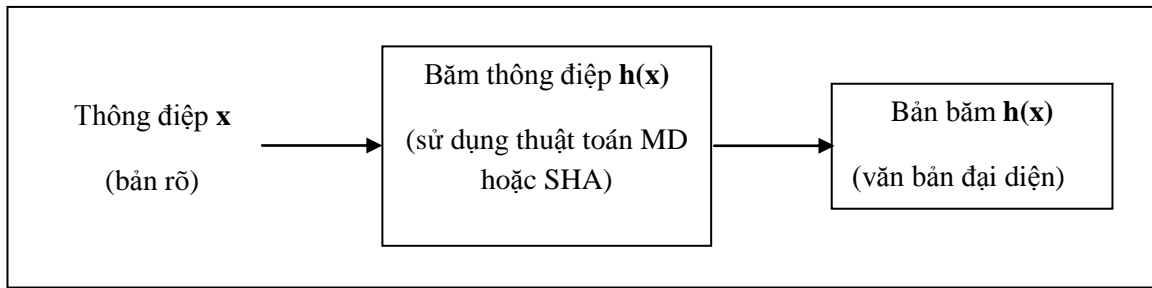 Thông điệp x
(bản rõ)
Băm thông điệp h(x)
(sử dụng thuật toán MD
hoặc SHA)
Bản băm h(x)
(văn bản đại diện)